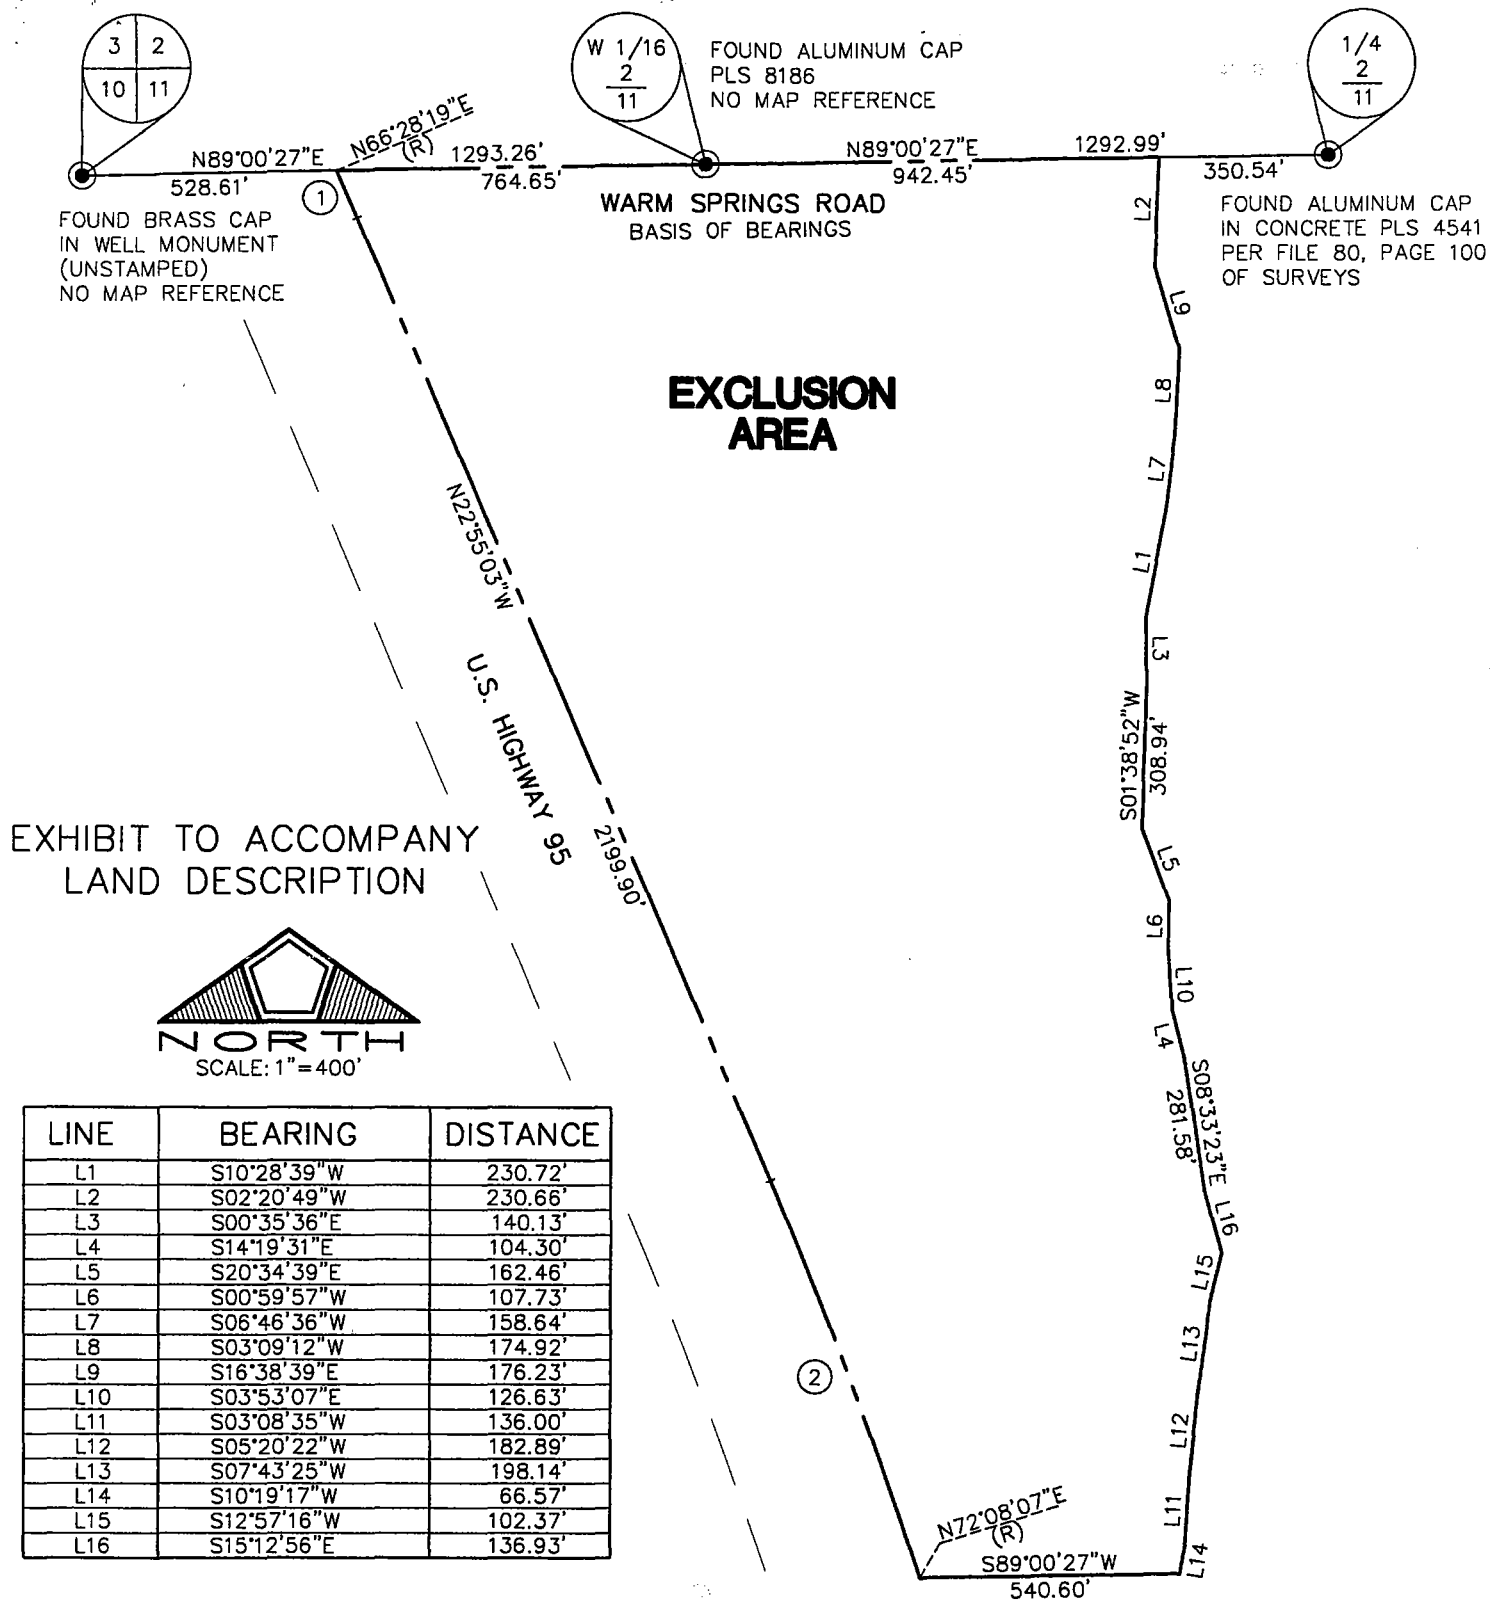 3 2
10 11
W 1/16
2
11
FOUND ALUMINUM CAP
PLS 8186
NO MAP REFERENCE
1/4
2
11
N89°00'27"E
528.61'
N66°28'19"E
(R)
1293.26'
764.65'
N89°00'27"E
942.45'
1292.99'
350.54'
1
FOUND BRASS CAP
IN WELL MONUMENT
(UNSTAMPED)
NO MAP REFERENCE
WARM SPRINGS ROAD
BASIS OF BEARINGS
FOUND ALUMINUM CAP
IN CONCRETE PLS 4541
PER FILE 80, PAGE 100
OF SURVEYS
L2
L9
EXCLUSION
AREA
L8
L7
L1
L3
N22°55'03"W
U.S. HIGHWAY 95
2199.90'
S01°38'52"W
308.94'
L5
L6
L10
L4
S08°33'23"E
281.58'
L16
L15
L13
L12
L11
L14
EXHIBIT TO ACCOMPANY
LAND DESCRIPTION
NORTH
SCALE: 1"=400'
LINE BEARING DISTANCE
L1 S10°28'39"W 230.72'
L2 S02°20'49"W 230.66'
L3 S00°35'36"E 140.13'
L4 S14°19'31"E 104.30'
L5 S20°34'39"E 162.46'
L6 S00°59'57"W 107.73'
L7 S06°46'36"W 158.64'
L8 S03°09'12"W 174.92'
L9 S16°38'39"E 176.23'
L10 S03°53'07"E 126.63'
L11 S03°08'35"W 136.00'
L12 S05°20'22"W 182.89'
L13 S07°43'25"W 198.14'
L14 S10°19'17"W 66.57'
L15 S12°57'16"W 102.37'
L16 S15°12'56"E 136.93'
2
N72°08'07"E
(R)
S89°00'27"W
540.60'